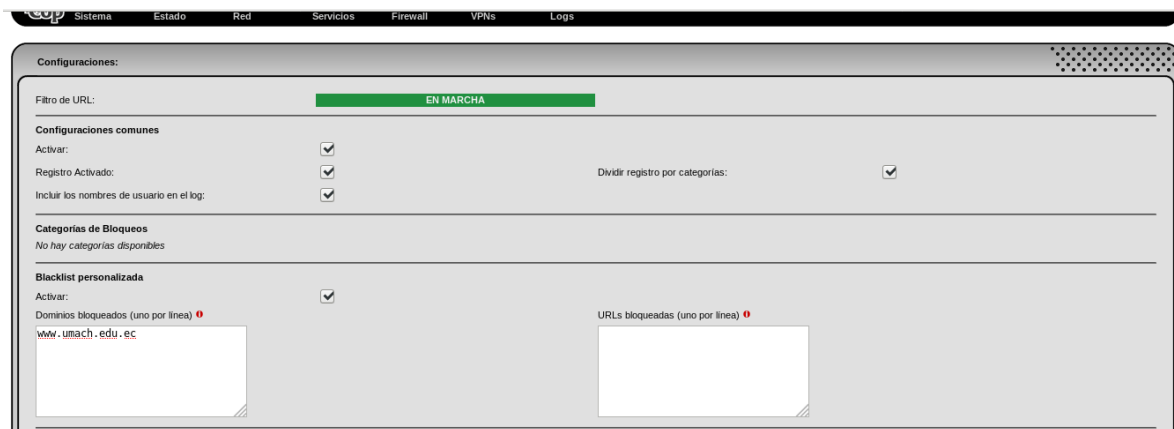 Cop Sistema Estado Red Servicios Firewall VPNs Logs
Configuraciones:
Filtro de URL: EN MARCHA
Configuraciones comunes
Activar:
Registro Activado: Dividir registro por categorías:
Incluir los nombres de usuario en el log:
Categorías de Bloqueos
No hay categorías disponibles
Blacklist personalizada
Activar:
Dominios bloqueados (uno por línea) URLs bloqueadas (uno por linea)
www.umach.edu.ec